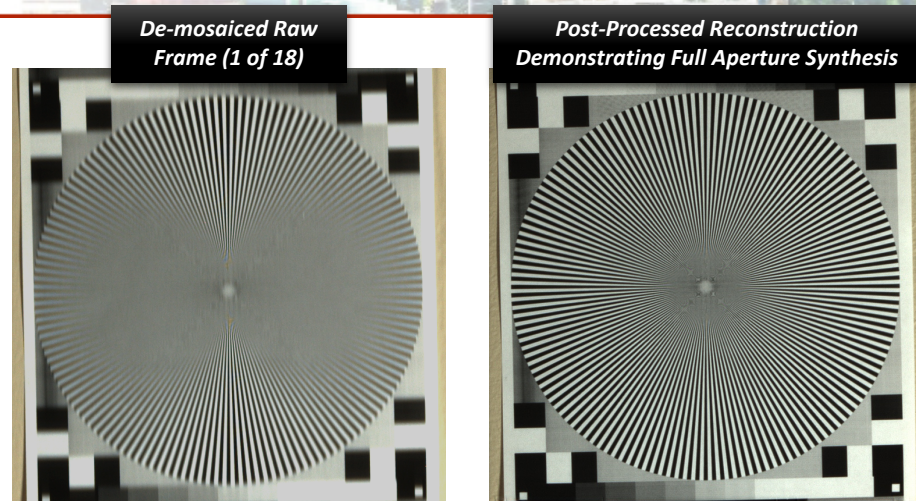 De-mosaiced Raw
Frame (1 of 18)
Post-Processed Reconstruction
Demonstrating Full Aperture Synthesis